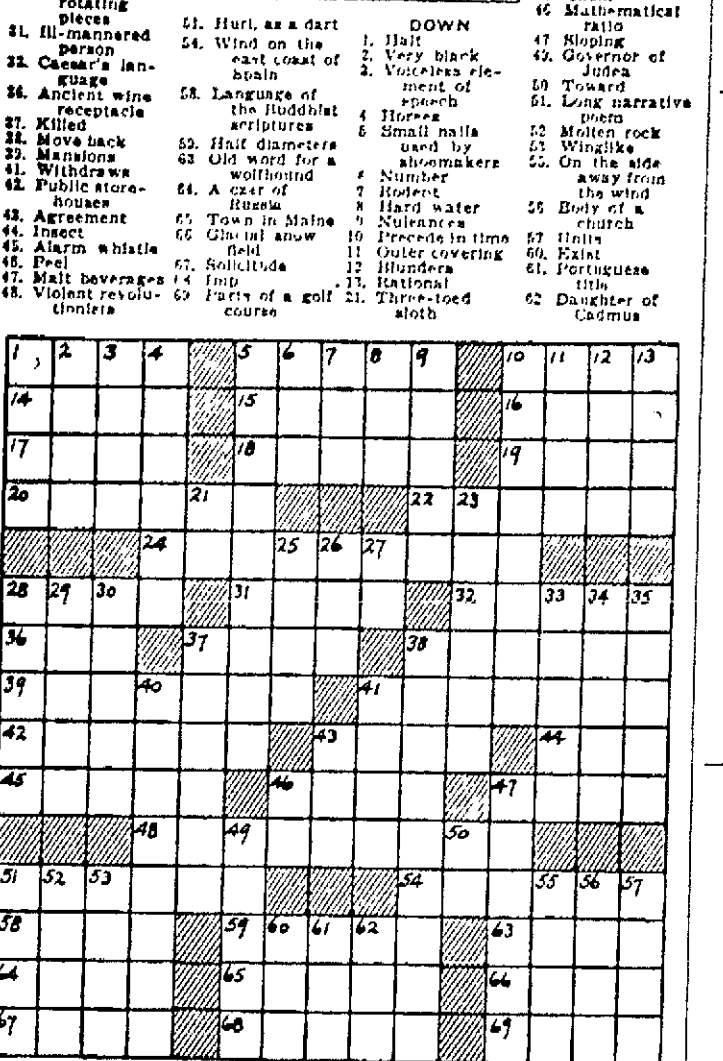 rotating
pieces
31. Ill-mannered
person
32. Caesar's lan-
guage
36. Ancient wine
receptacle
37. Killed
38. Move back
39. Mansions
41. Withdraws
42. Public store-
houses
43. Agreement
44. Insect
45. Alarm whistle
46. Peel
47. Malt beverages
48. Violent revolu-
tionists
51. Hurl, as a dart
54. Wind on the
east coast of
Spain
58. Language of
the Buddhist
scriptures
59. Half diameters
63 Old word for a
wolfhound
64. A czar of
Russia
65 Town in Maine
66 Glacial snow
field
67. Solicitude
68 Imp
69 Parts of a golf
course
DOWN
1. Halt
2. Very black
3. Voiceless ele-
ment of
speech
4 Horses
5 Small nails
used by
shoemakers
6 Number
7 Rodent
8 Hard water
9 Nuisances
10 Precede in time
11 Outer covering
12 Blunders
13. Rational
21. Three-toed
sloth
46 Mathematical
ratio
47 Sloping
49. Governor of
Judea
50 Toward
51. Long narrative
poem
52 Molten rock
53 Winglike
55. On the side
away from
the wind
56 Body of a
church
57 Units
60. Exist
61. Portuguese
title
62 Daughter of
Cadmus
1 2 3 4 5 6 7 8 9 10 11 12 13
14 15 16
17 18 19
20 21 22 23
24 25 26 27
28 29 30 31 32 33 34 35
36 37 38
39 40 41
42 43 44
45 46 47
48 49 50
51 52 53 54 55 56 57
58 59 60 61 62 63
64 65 66
67 68 69